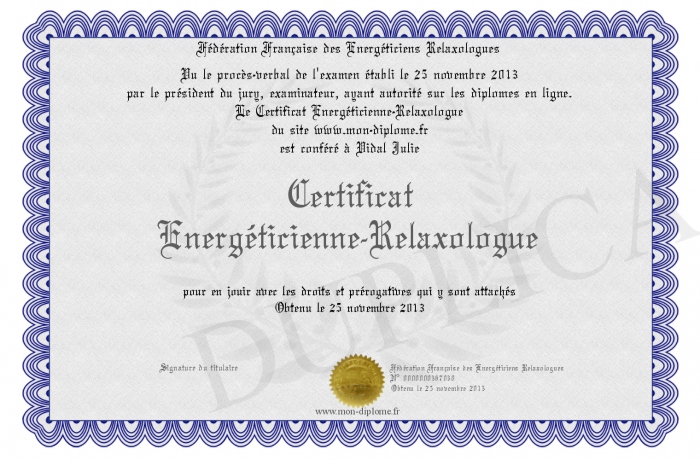 Fédération Française des Energéticiens Relaxologues
Vu le procès-verbal de l'examen établi le 25 novembre 2013
par le président du jury, examinateur, ayant autorité sur les diplomes en ligne.
Le Certificat Energéticienne-Relaxologue
du site www.mon-diplome.fr
est conféré à Vidal Julie
Certificat
Energéticienne-Relaxologue
pour en jouir avec les droits et prérogatives qui y sont attachés
Obtenu le 25 novembre 2013
DUPLICA
Signature du titulaire
Fédération Française des Energéticiens Relaxologues
N°
Obtenu le 25 novembre 2013
www.mon-diplome.fr